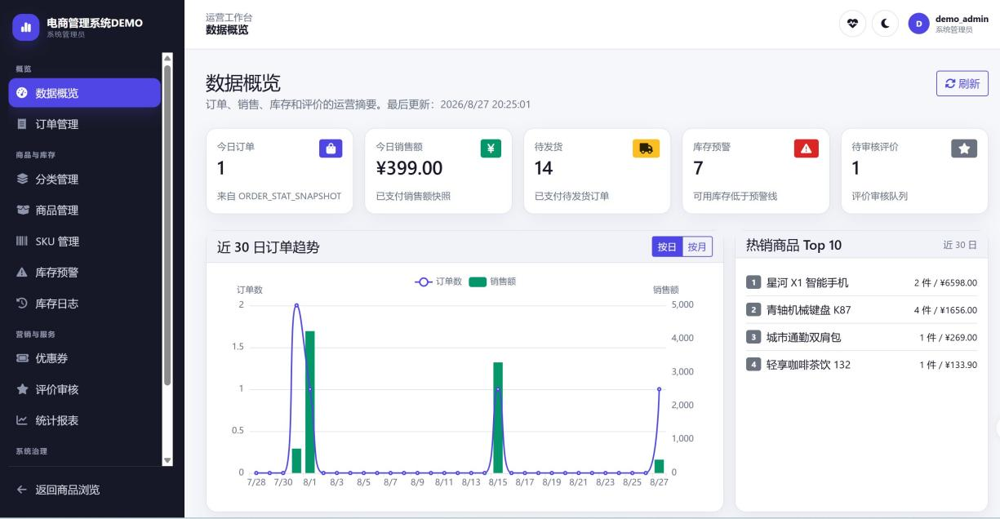 电商管理系统DEMO
系统管理员
概览
数据概览
订单管理
商品与库存
分类管理
商品管理
SKU 管理
库存预警
库存日志
营销与服务
优惠券
评价审核
统计报表
系统治理
返回商品浏览
运营工作台
数据概览
D
demo_admin
系统管理员
数据概览
订单、销售、库存和评价的运营摘要。最后更新：2026/8/27 20:25:01
刷新
今日订单
1
来自 ORDER_STAT_SNAPSHOT
今日销售额
¥
¥399.00
已支付销售额快照
待发货
14
已支付待发货订单
库存预警
7
可用库存低于预警线
待审核评价
1
评价审核队列
近 30 日订单趋势
按日 按月
订单数 销售额
订单数 销售额
2 5,000
4,000
1.5
3,000
1
2,000
0.5
1,000
0 0
7/28 7/30 8/1 8/3 8/5 8/7 8/9 8/11 8/13 8/15 8/17 8/19 8/21 8/23 8/25 8/27
热销商品 Top 10 近 30 日
1 星河 X1 智能手机 2 件 / ¥6598.00
2 青轴机械键盘 K87 4 件 / ¥1656.00
3 城市通勤双肩包 1 件 / ¥269.00
4 轻享咖啡茶饮 132 1 件 / ¥133.90